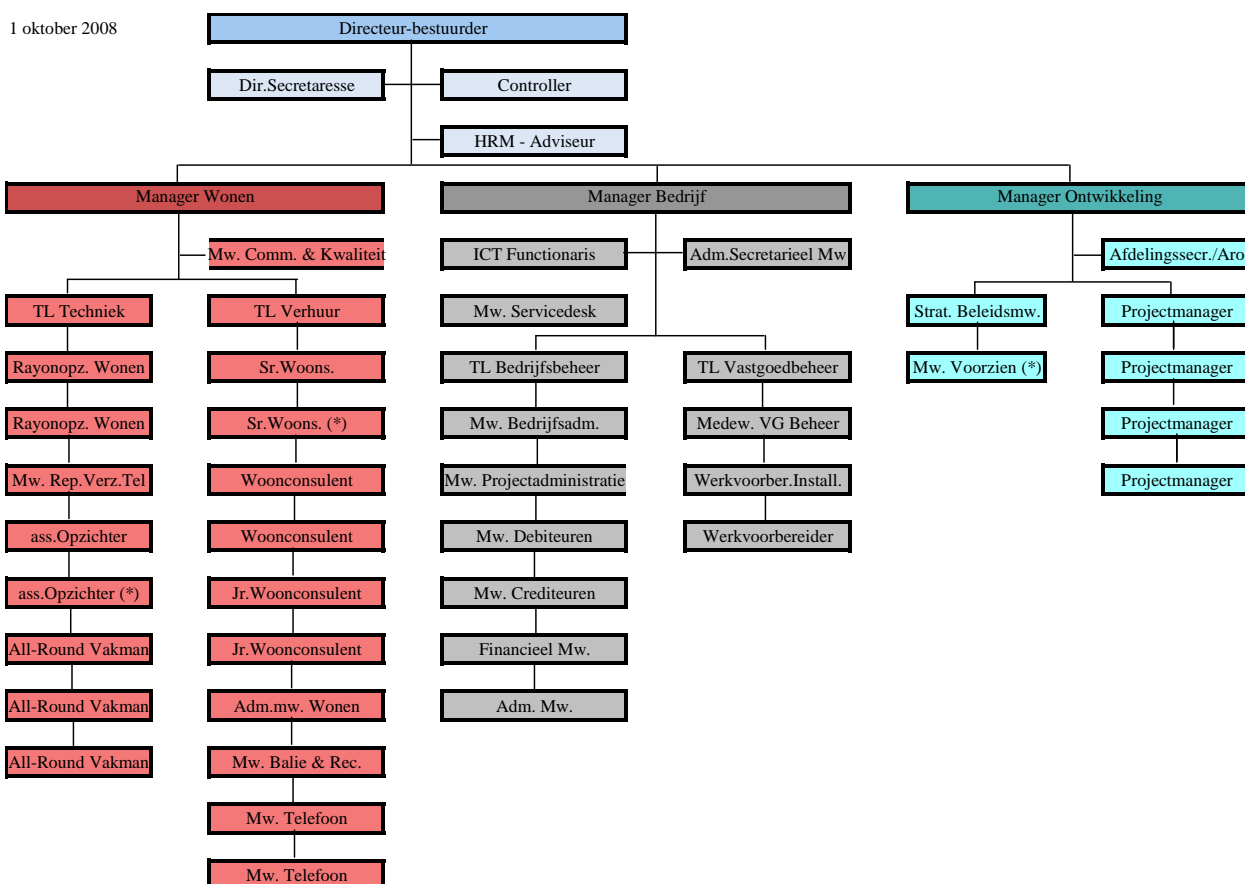 1 oktober 2008
Directeur-bestuurder
Dir.Secretaresse
Controller
HRM - Adviseur
Manager Wonen
Manager Bedrijf
Manager Ontwikkeling
Mw. Comm. & Kwaliteit
ICT Functionaris
Adm.Secretarieel Mw
Afdelingssecr./Aro
TL Techniek
TL Verhuur
Mw. Servicedesk
Strat. Beleidsmw.
Projectmanager
Rayonopz. Wonen
Sr.Woons.
TL Bedrijfsbeheer
TL Vastgoedbeheer
Mw. Voorzien (*)
Projectmanager
Rayonopz. Wonen
Sr.Woons. (*)
Mw. Bedrijfsadm.
Medew. VG Beheer
Projectmanager
Mw. Rep.Verz.Tel
Woonconsulent
Mw. Projectadministratie
Werkvoorber.Install.
Projectmanager
ass.Opzichter
Woonconsulent
Mw. Debiteuren
Werkvoorbereider
ass.Opzichter (*)
Jr.Woonconsulent
Mw. Crediteuren
All-Round Vakman
Jr.Woonconsulent
Financieel Mw.
All-Round Vakman
Adm.mw. Wonen
Adm. Mw.
All-Round Vakman
Mw. Balie & Rec.
Mw. Telefoon
Mw. Telefoon